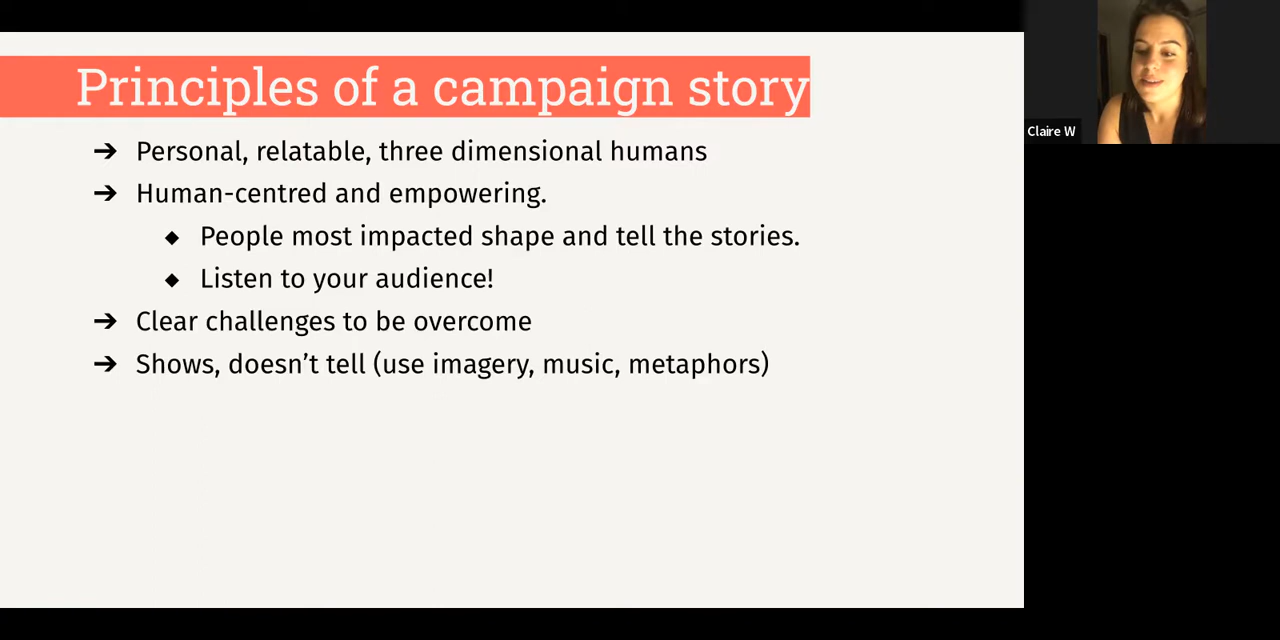 Principles of a campaign story
➔ Personal, relatable, three dimensional humans
➔ Human-centred and empowering.
◆ People most impacted shape and tell the stories.
◆ Listen to your audience!
➔ Clear challenges to be overcome
➔ Shows, doesn’t tell (use imagery, music, metaphors)
Claire W